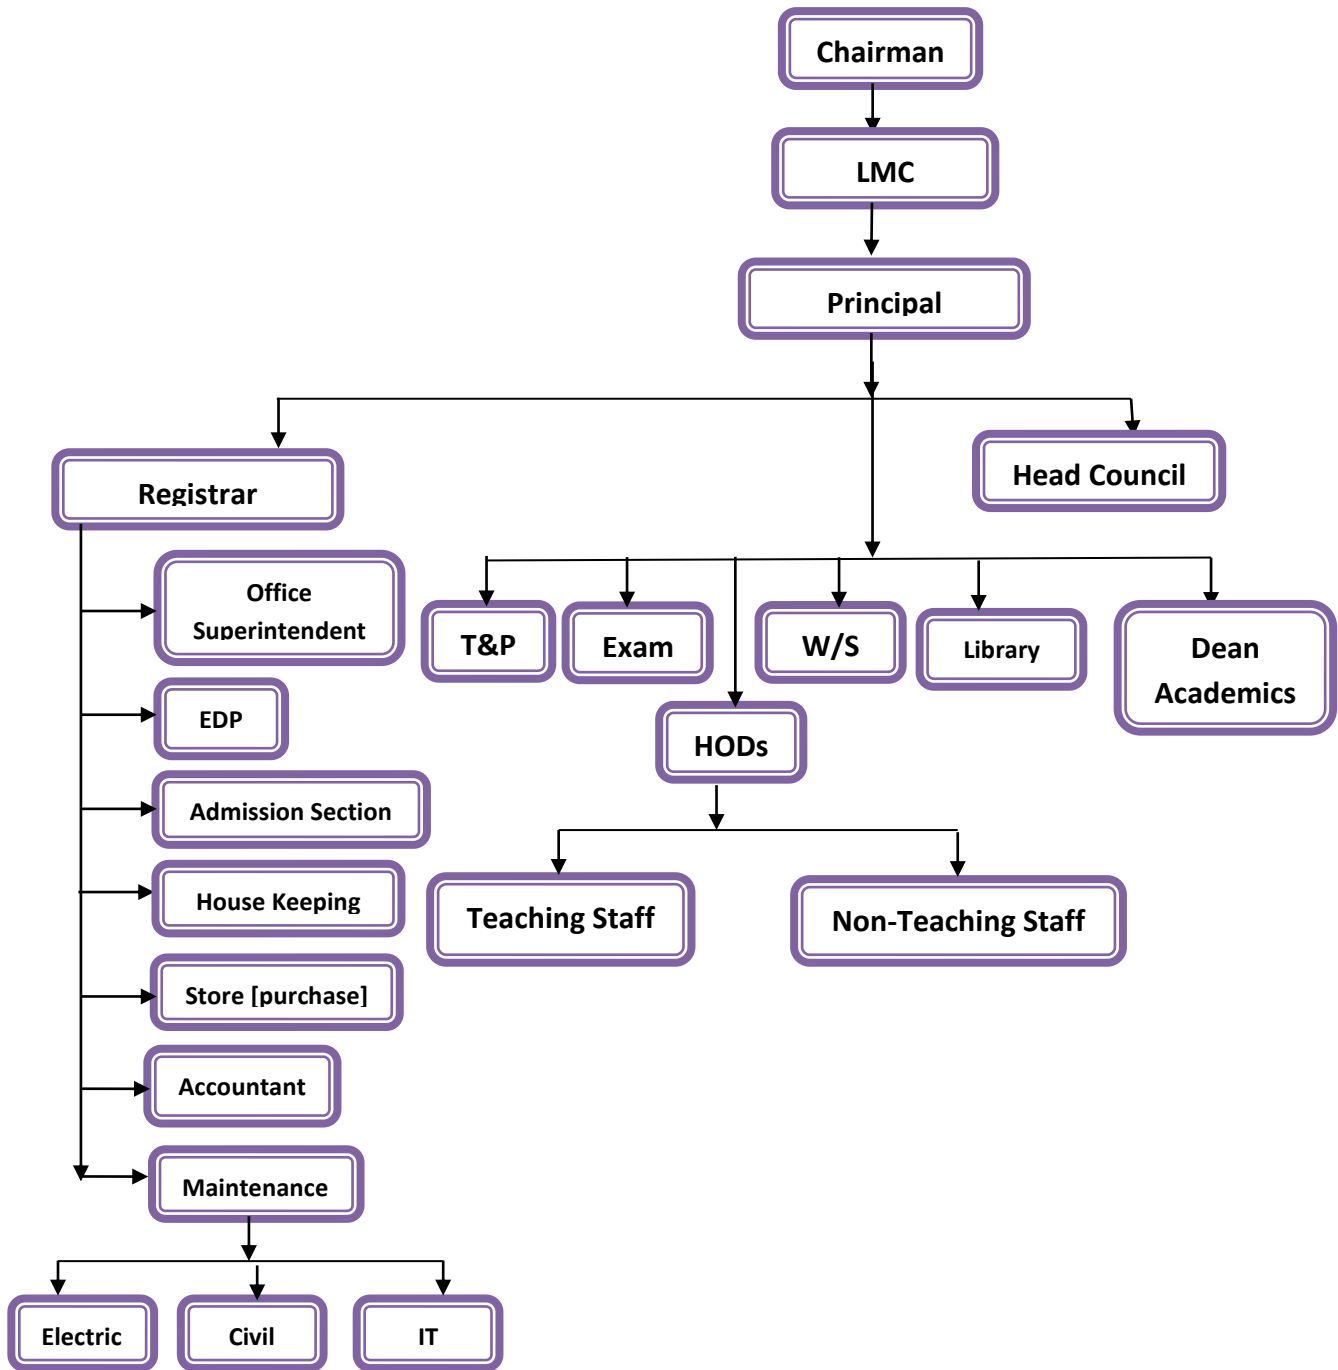 Chairman
LMC
Principal
Registrar
Head Council
Office
Superintendent
T&P
Exam
W/S
Library
Dean
Academics
EDP
HODs
Admission Section
House Keeping
Teaching Staff
Non-Teaching Staff
Store [purchase]
Accountant
Maintenance
Electric
Civil
IT